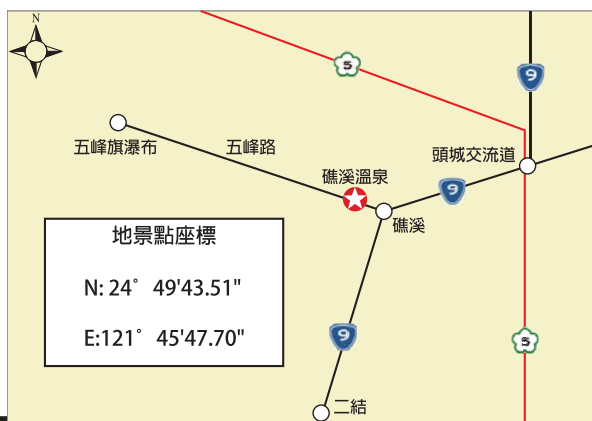 N
5
9
五峰旗瀑布
五峰路
頭城交流道
礁溪溫泉
9
礁溪
地景點座標
N: 24° 49'43.51"
E:121° 45'47.70"
9
5
二結